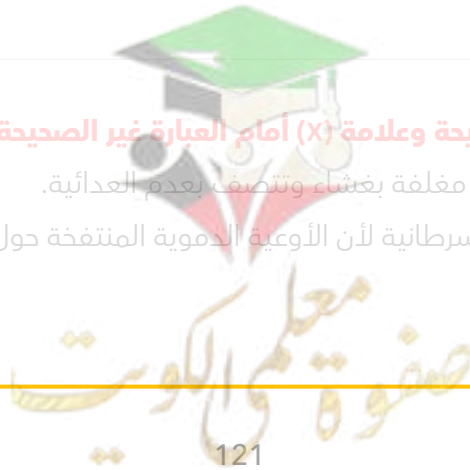 يحة وعلامة (x) أمام العبارة غير الصحيحة
مغلفة بغشاء وتتصف بعدم العدائية.
سرطانية لأن الأوعية الدموية المنتفخة حول
صفوة معلمي الكويت
121